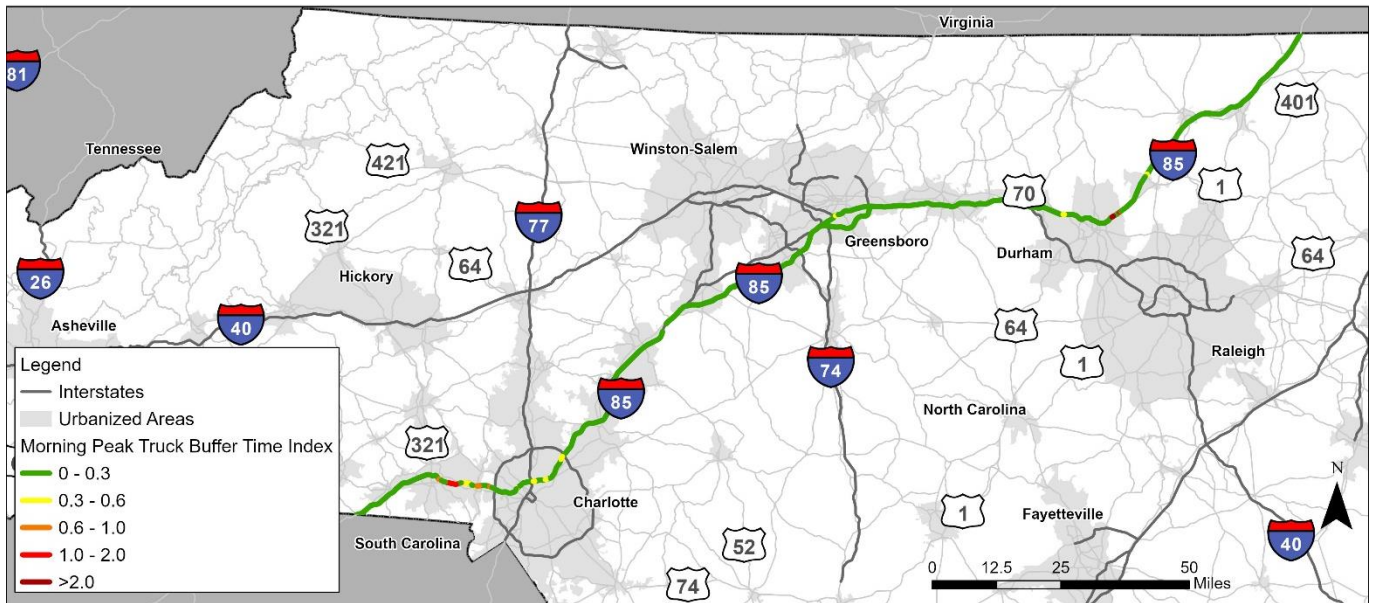 Virginia
81
401
Tennessee
Winston-Salem
421
85
70
1
321
77
Greensboro
64
Durham
64
26
Hickory
85
Asheville
40
64
1
Raleigh
74
85
North Carolina
321
Charlotte
1
Fayetteville
South Carolina
52
74
40
N
0 12.5 25 50
Miles
Legend
Interstates
Urbanized Areas
Morning Peak Truck Buffer Time Index
0 - 0.3
0.3 - 0.6
0.6 - 1.0
1.0 - 2.0
>2.0